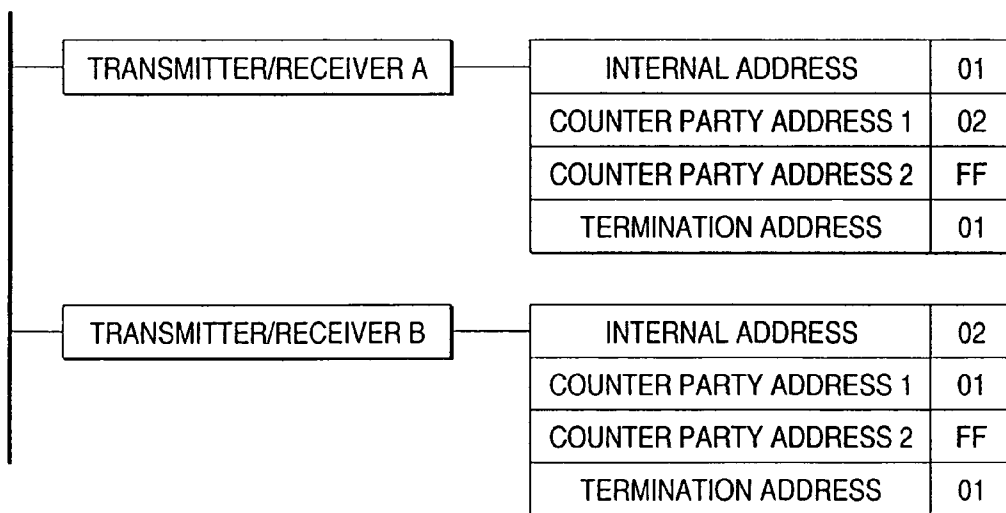 TRANSMITTER/RECEIVER A
INTERNAL ADDRESS 01
COUNTER PARTY ADDRESS 1 02
COUNTER PARTY ADDRESS 2 FF
TERMINATION ADDRESS 01
TRANSMITTER/RECEIVER B
INTERNAL ADDRESS 02
COUNTER PARTY ADDRESS 1 01
COUNTER PARTY ADDRESS 2 FF
TERMINATION ADDRESS 01